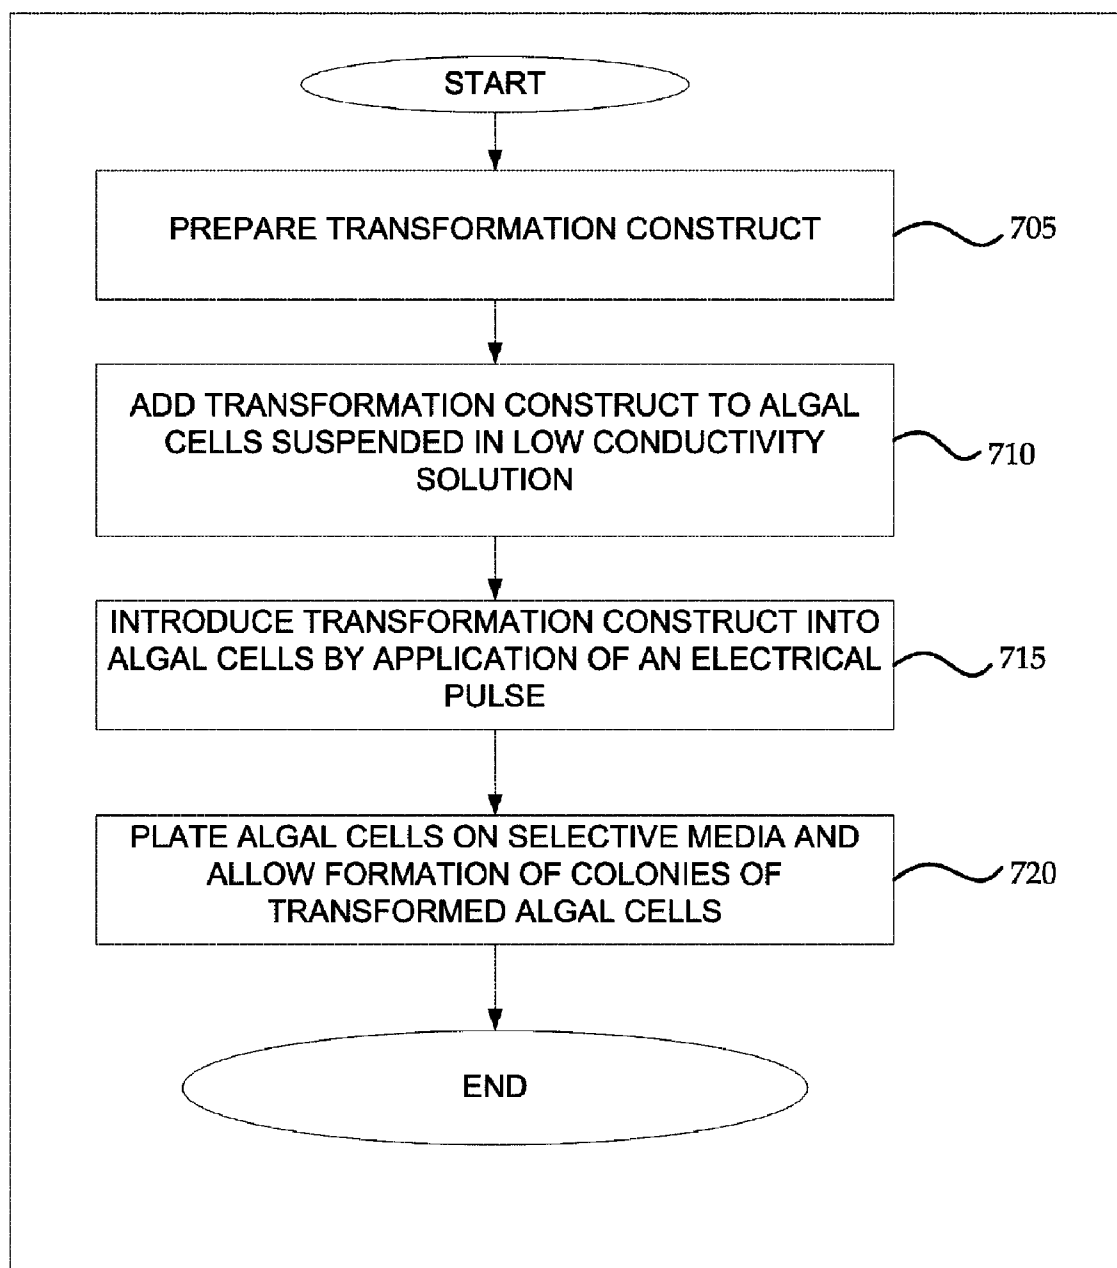 START
PREPARE TRANSFORMATION CONSTRUCT
705
ADD TRANSFORMATION CONSTRUCT TO ALGAL
CELLS SUSPENDED IN LOW CONDUCTIVITY
SOLUTION
710
INTRODUCE TRANSFORMATION CONSTRUCT INTO
ALGAL CELLS BY APPLICATION OF AN ELECTRICAL
PULSE
715
PLATE ALGAL CELLS ON SELECTIVE MEDIA AND
ALLOW FORMATION OF COLONIES OF
TRANSFORMED ALGAL CELLS
720
END